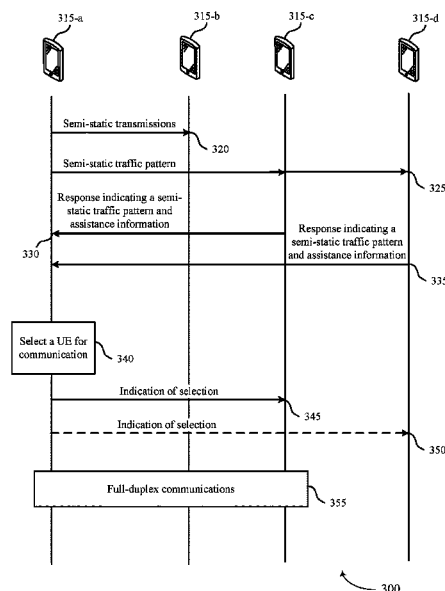 315-a
315-b
315-c
315-d
Semi-static transmissions
320
Semi-static traffic pattern
325
Response indicating a semi-
static traffic pattern and
assistance information
330
Response indicating a
semi-static traffic pattern
and assistance information
335
Select a UE for
communication
340
Indication of selection
345
Indication of selection
350
Full-duplex communications
355
300